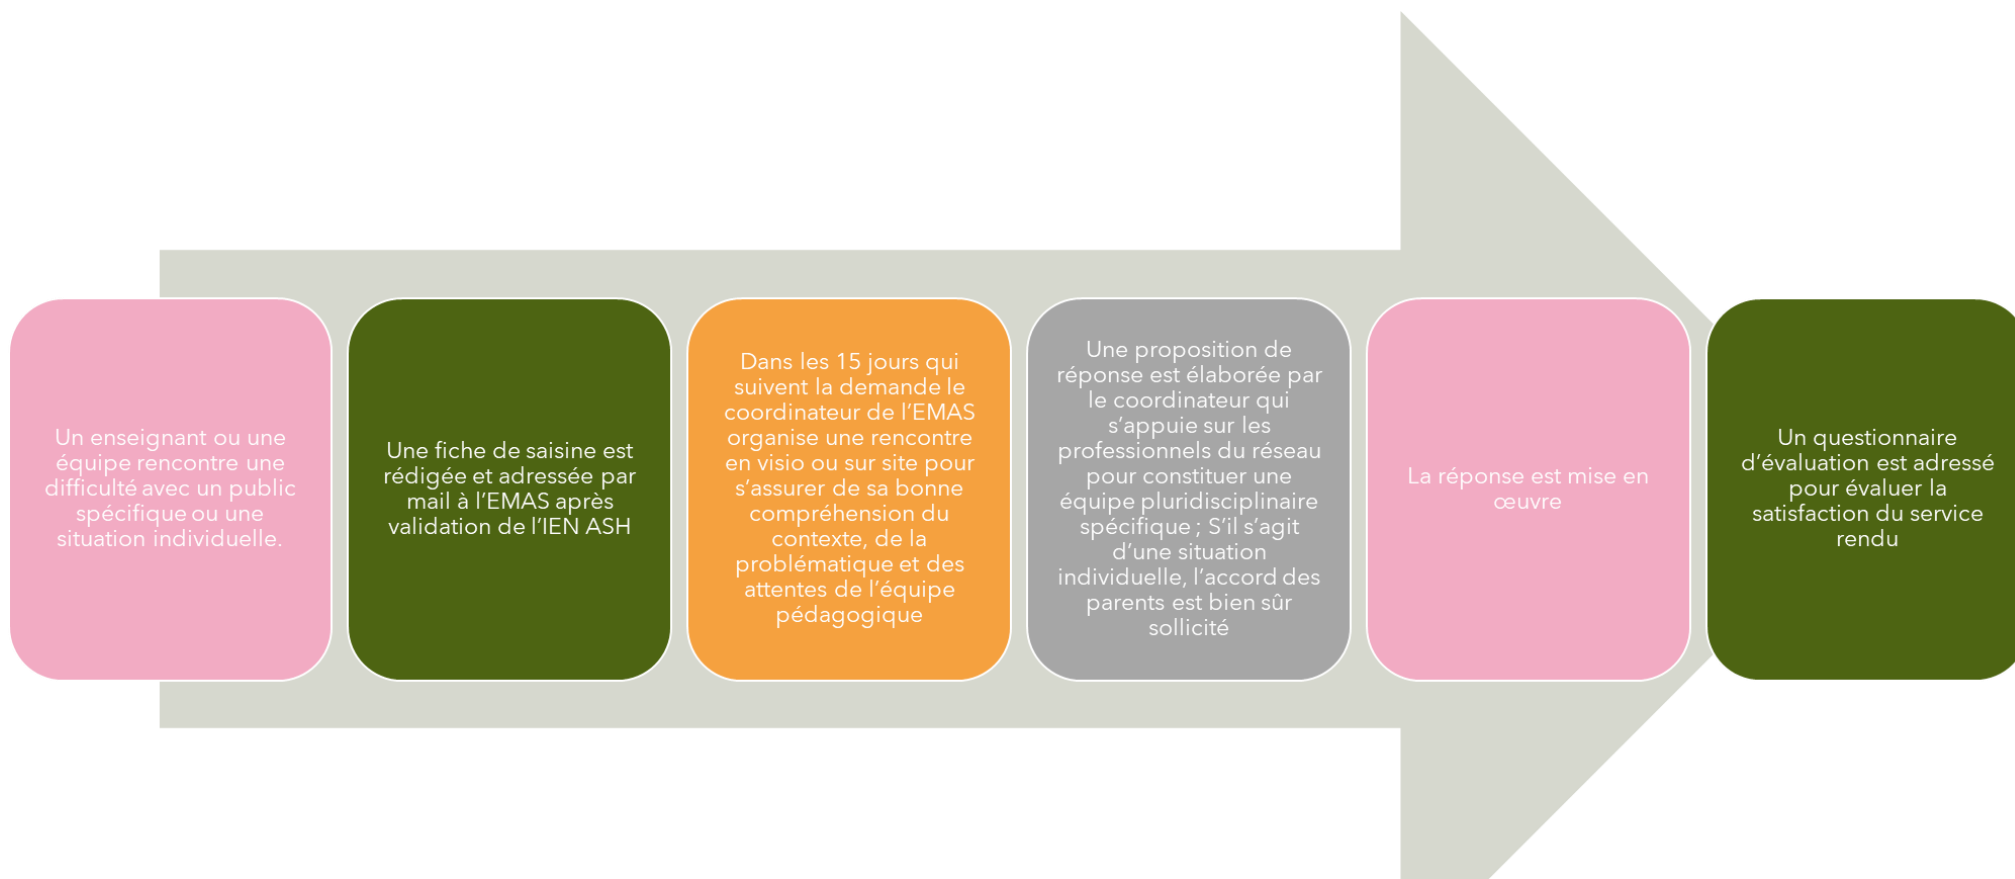 Un enseignant ou une
équipe rencontre une
difficulté avec un public
spécifique ou une
situation individuelle.
Une fiche de saisine est
rédigée et adressée par
mail à l’EMAS après
validation de l’IEN ASH
Dans les 15 jours qui
suivent la demande le
coordinateur de l’EMAS
organise une rencontre
en visio ou sur site pour
s’assurer de sa bonne
compréhension du
contexte, de la
problématique et des
attentes de l’équipe
pédagogique
Une proposition de
réponse est élaborée par
le coordinateur qui
s’appuie sur les
professionnels du réseau
pour constituer une
équipe pluridisciplinaire
spécifique ; S’il s’agit
d’une situation
individuelle, l’accord des
parents est bien sûr
sollicité
La réponse est mise en
œuvre
Un questionnaire
d’évaluation est adressé
pour évaluer la
satisfaction du service
rendu